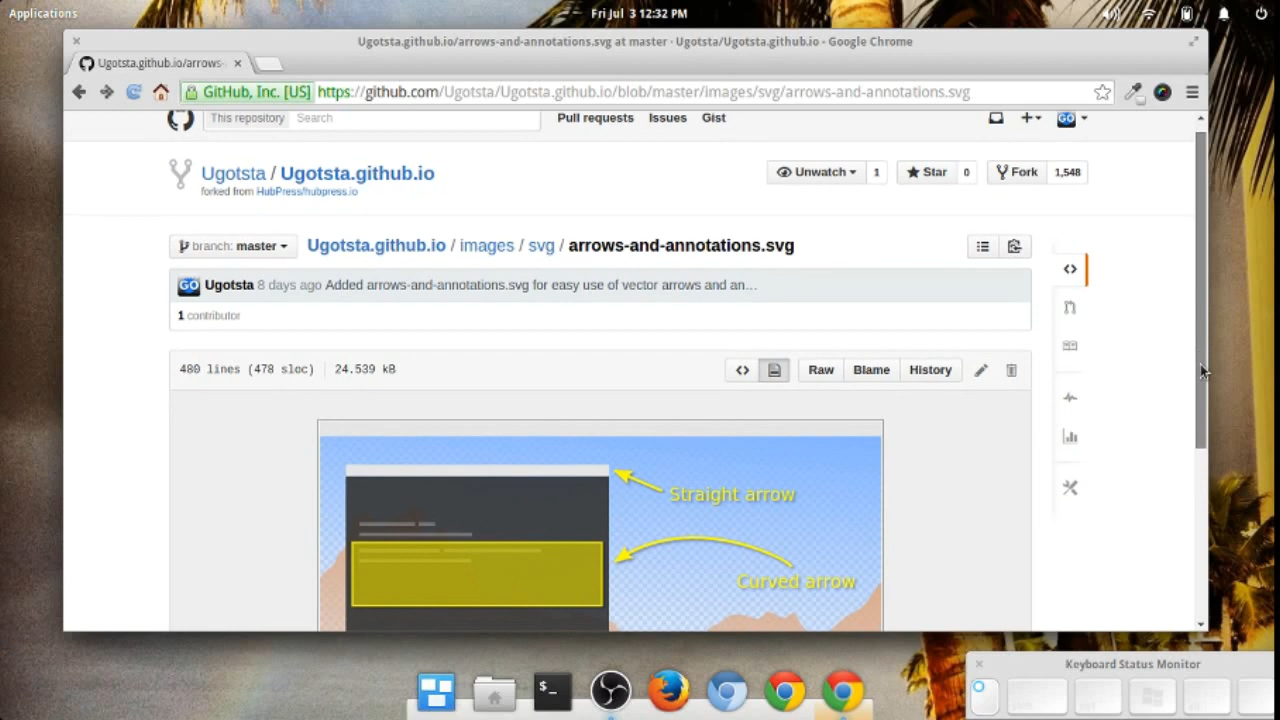 Applications
Fri Jul 3 12:32 PM
Ugotsta.github.io/arrows-and-annotations.svg at master · Ugotsta/Ugotsta.github.io - Google Chrome
Ugotsta.github.io/arrows-
GitHub, Inc. [US] https://github.com/Ugotsta/Ugotsta.github.io/blob/master/images/svg/arrows-and-annotations.svg
This repository Search Pull requests Issues Gist GO
Ugotsta / Ugotsta.github.io Unwatch 1 Star 0 Fork 1,548
forked from HubPress/hubpress.io
branch: master Ugotsta.github.io / images / svg / arrows-and-annotations.svg
GO Ugotsta 8 days ago Added arrows-and-annotations.svg for easy use of vector arrows and an…
1 contributor
480 lines (478 sloc) 24.539 kB Raw Blame History
Straight arrow
Curved arrow
Keyboard Status Monitor